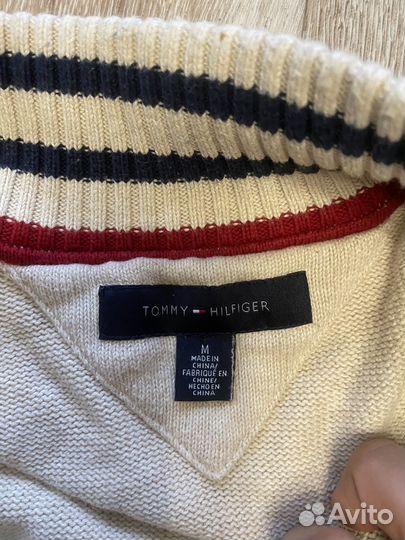 TOMMY HILFIGER
M
MADE IN
CHINA/
FABRIQUÉ EN
CHINE/
HECHO EN
CHINA
Avito